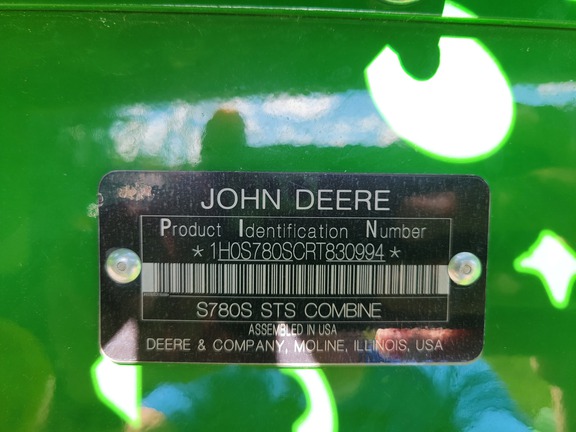 JOHN DEERE
Product Identification Number
*1H0S780SCRT830994*
S780S STS COMBINE
ASSEMBLED IN USA
DEERE & COMPANY, MOLINE, ILLINOIS, USA